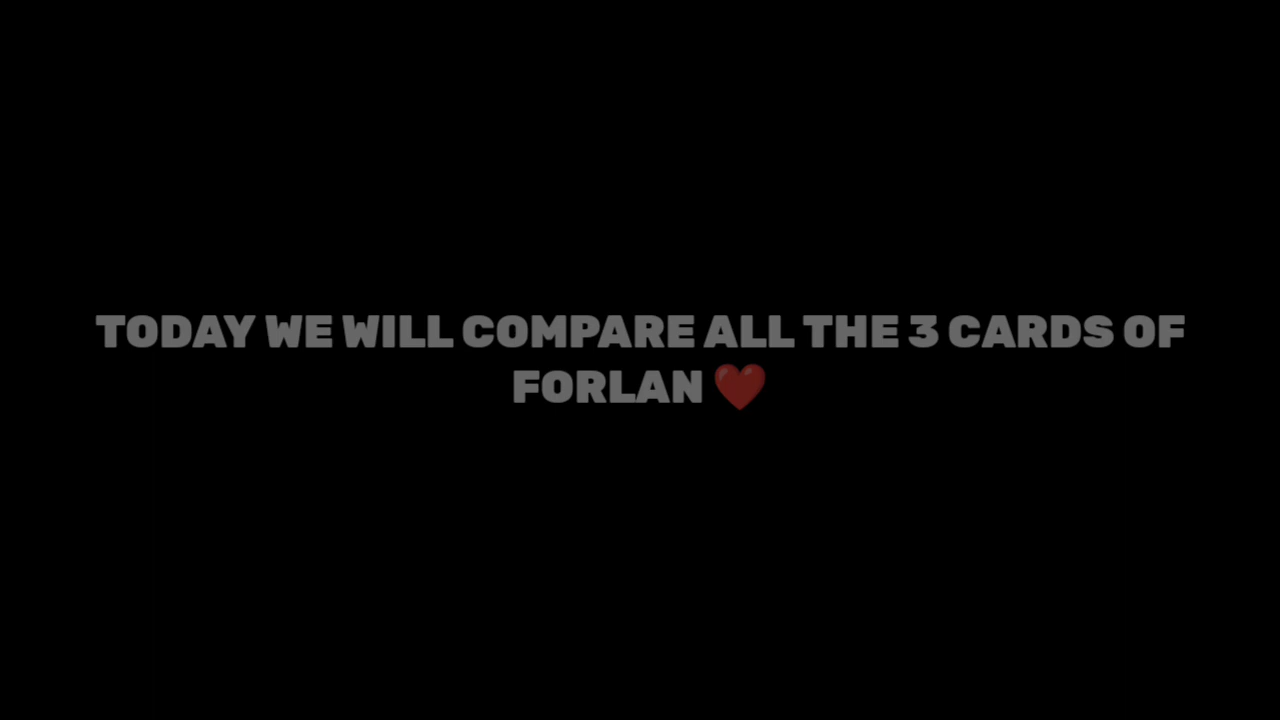 TODAY WE WILL COMPARE ALL THE 3 CARDS OF
FORLAN ❤️